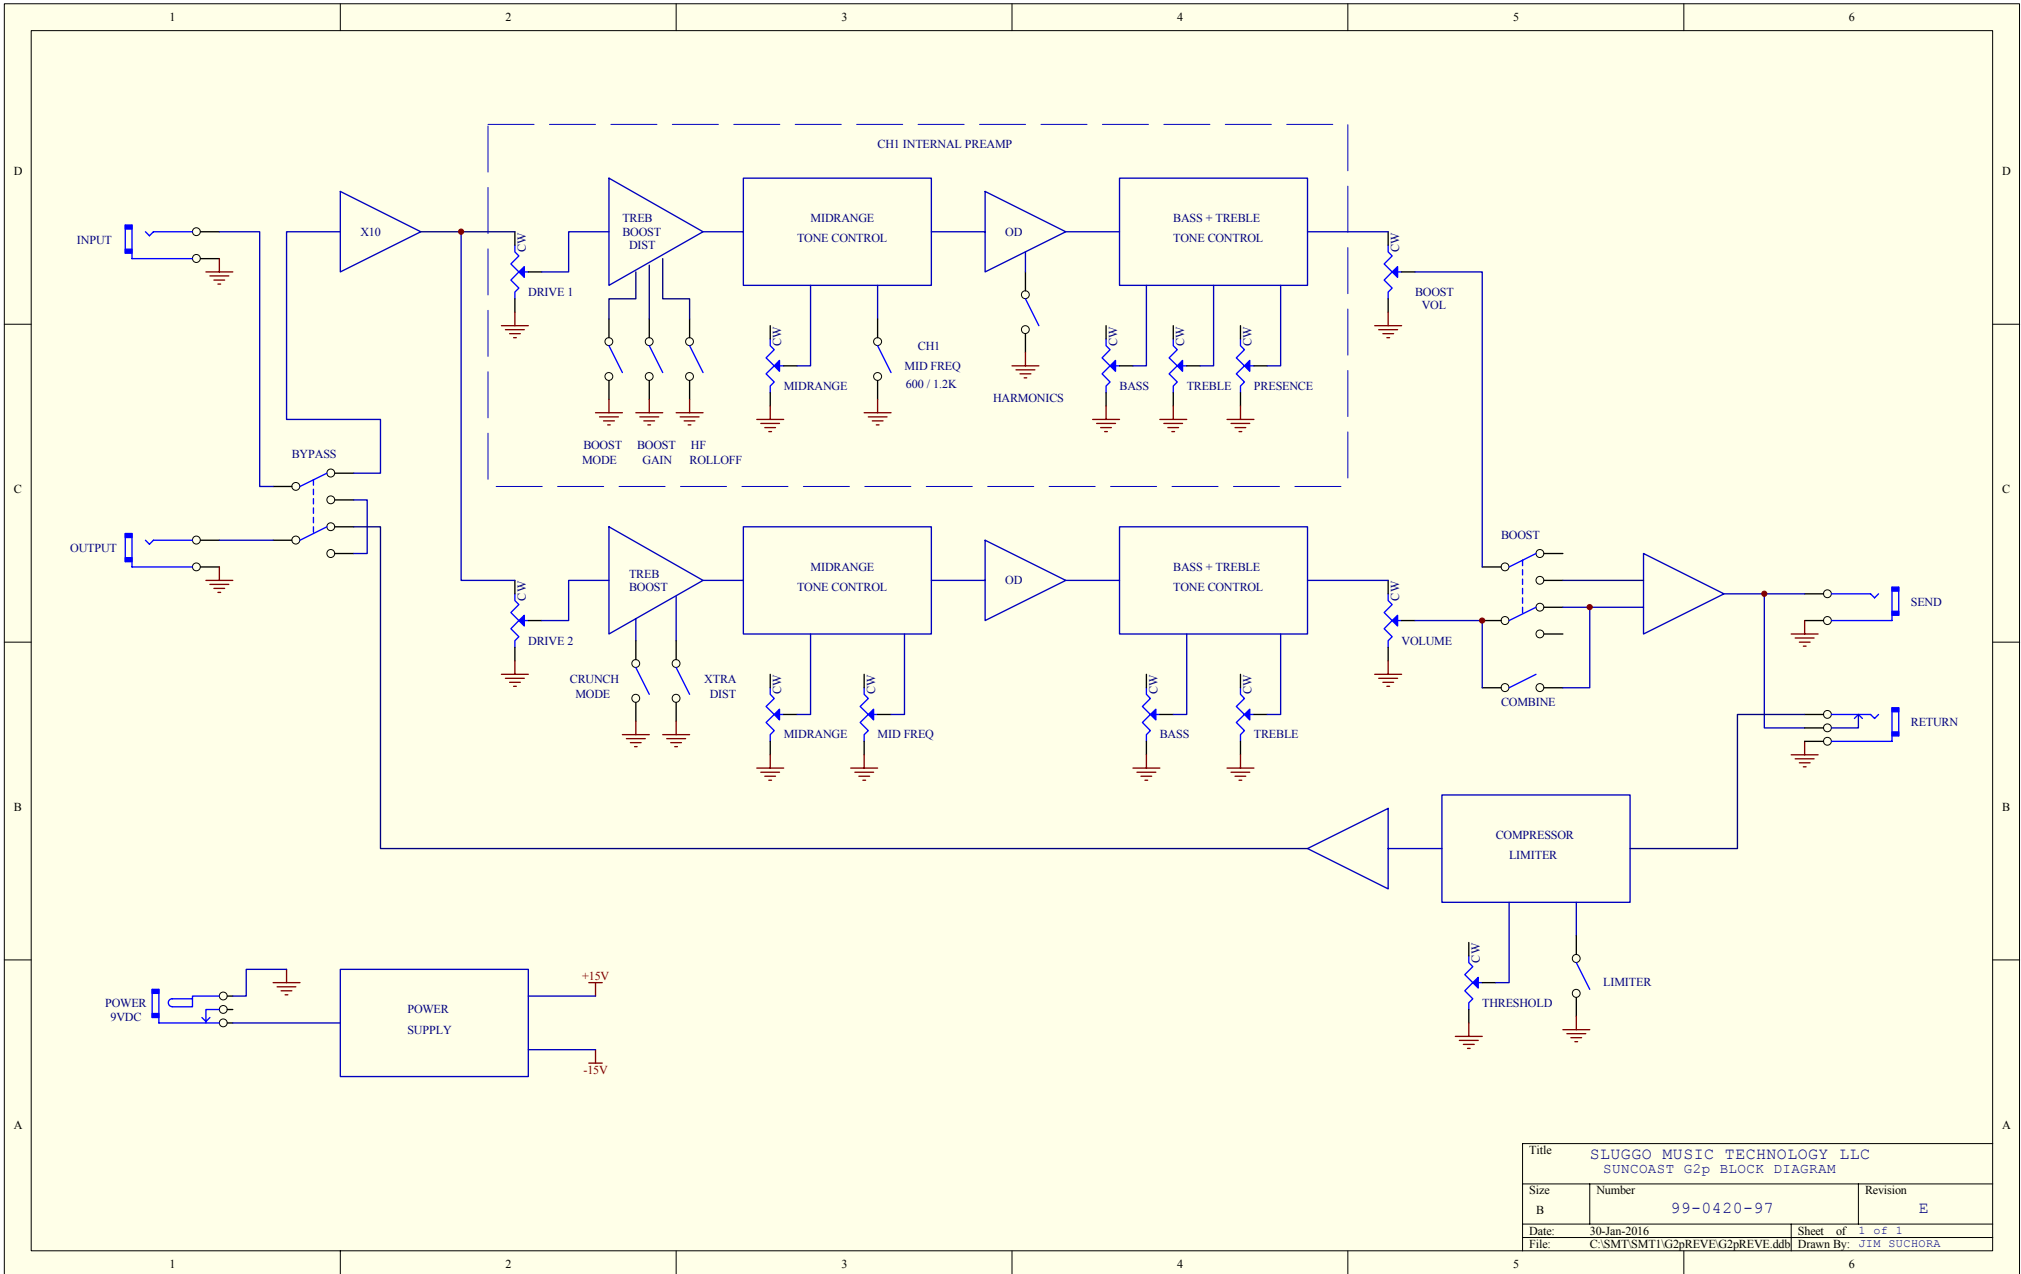 1 2 3 4 5 6
D D
C C
B B
A A
CH1 INTERNAL PREAMP
INPUT
X10
CW
DRIVE 1
TREB
BOOST
DIST
MIDRANGE
TONE CONTROL
OD
BASS + TREBLE
TONE CONTROL
CW
BOOST
VOL
BOOST
MODE
BOOST
GAIN
HF
ROLLOFF
CW
MIDRANGE
CH1
MID FREQ
600 / 1.2K
HARMONICS
CW
BASS
CW
TREBLE
CW
PRESENCE
BYPASS
OUTPUT
CW
DRIVE 2
TREB
BOOST
CRUNCH
MODE
XTRA
DIST
MIDRANGE
TONE CONTROL
CW
MIDRANGE
CW
MID FREQ
OD
BASS + TREBLE
TONE CONTROL
CW
BASS
CW
TREBLE
CW
VOLUME
BOOST
COMBINE
SEND
RETURN
COMPRESSOR
LIMITER
CW
THRESHOLD
LIMITER
POWER
9VDC
POWER
SUPPLY
+15V
-15V
Title SLUGGO MUSIC TECHNOLOGY LLC
SUNCOAST G2p BLOCK DIAGRAM
Size Number Revision
B 99-0420-97 E
Date: 30-Jan-2016 Sheet of 1 of 1
File: C:\SMT\SMT1\G2pREVE\G2pREVE.ddb Drawn By: JIM SUCHORA
1 2 3 4 5 6